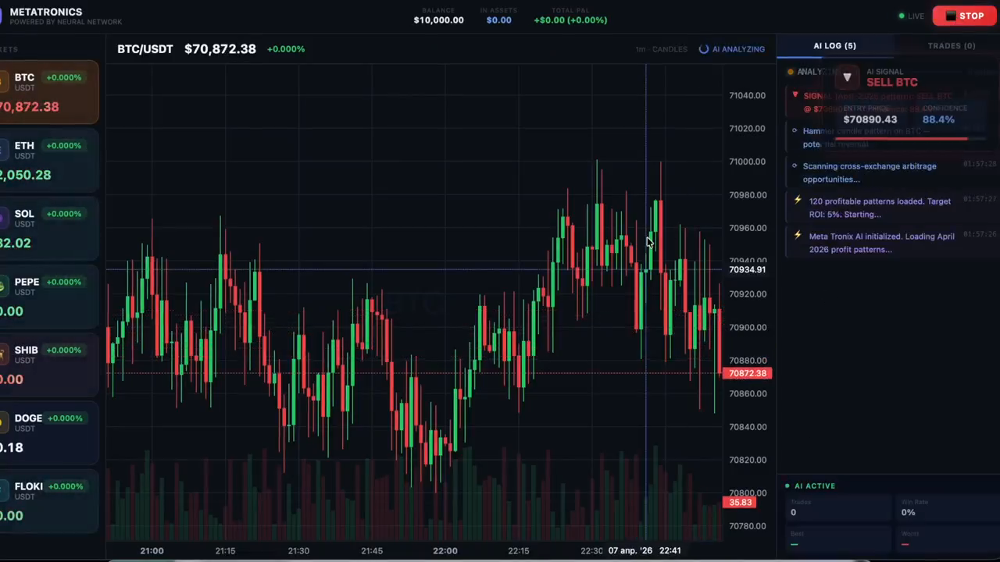 METATRONICS
POWERED BY NEURAL NETWORK
BALANCE
$10,000.00
IN ASSETS
$0.00
TOTAL P&L
+$0.00 (+0.00%)
LIVE
STOP
KETS
BTC
USDT
+0.000%
70,872.38
ETH
USDT
+0.000%
2,050.28
SOL
USDT
+0.000%
32.02
PEPE
USDT
+0.000%
0.00
SHIB
USDT
+0.000%
0.00
DOGE
USDT
+0.000%
0.18
FLOKI
USDT
+0.000%
0.00
BTC/USDT $70,872.38 +0.000%
1m · CANDLES
AI ANALYZING
BTC
71040.00
71020.00
71000.00
70980.00
70960.00
70940.00
70934.91
70920.00
70900.00
70880.00
70872.38
70860.00
70840.00
70820.00
70800.00
35.83
70780.00
21:00 21:15 21:30 21:45 22:00 22:15 22:30 07 апр. '26 22:41
AI LOG (5)
TRADES (0)
AI SIGNAL
SELL BTC
ENTRY PRICE
$70890.43
CONFIDENCE
88.4%
Hammer candle pattern on BTC —
potential reversal
Scanning cross-exchange arbitrage
opportunities...
01:57:28
120 profitable patterns loaded. Target
ROI: 5%. Starting...
01:57:27
Meta Tronix AI initialized. Loading April
2026 profit patterns...
01:57:26
AI ACTIVE
Trades
0
Win Rate
0%
Best
—
Worst
—